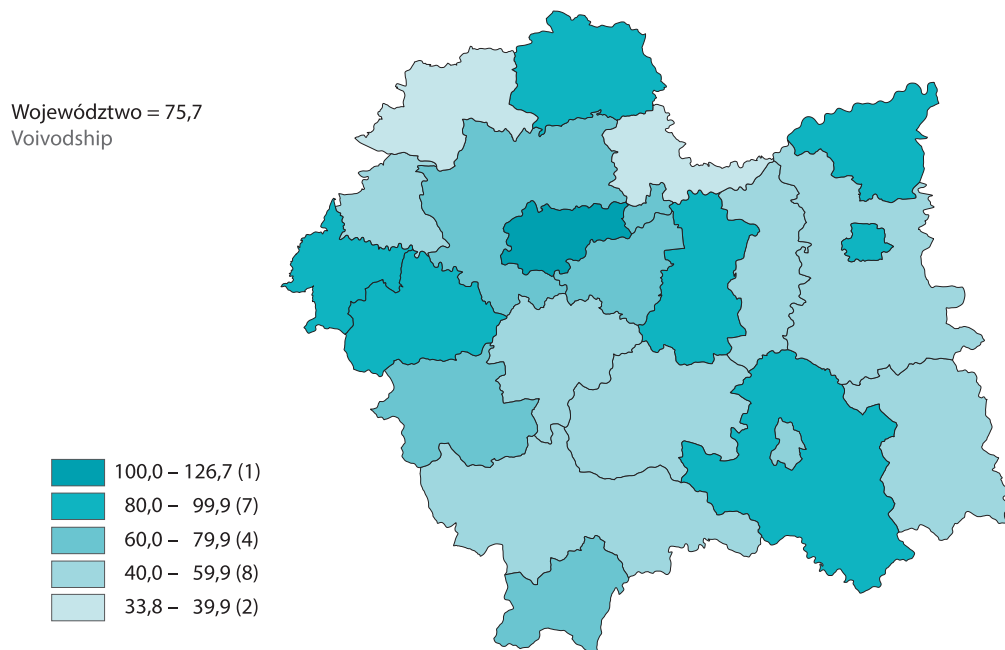 Województwo = 75,7
Voivodship
100,0 – 126,7 (1)
80,0 – 99,9 (7)
60,0 – 79,9 (4)
40,0 – 59,9 (8)
33,8 – 39,9 (2)